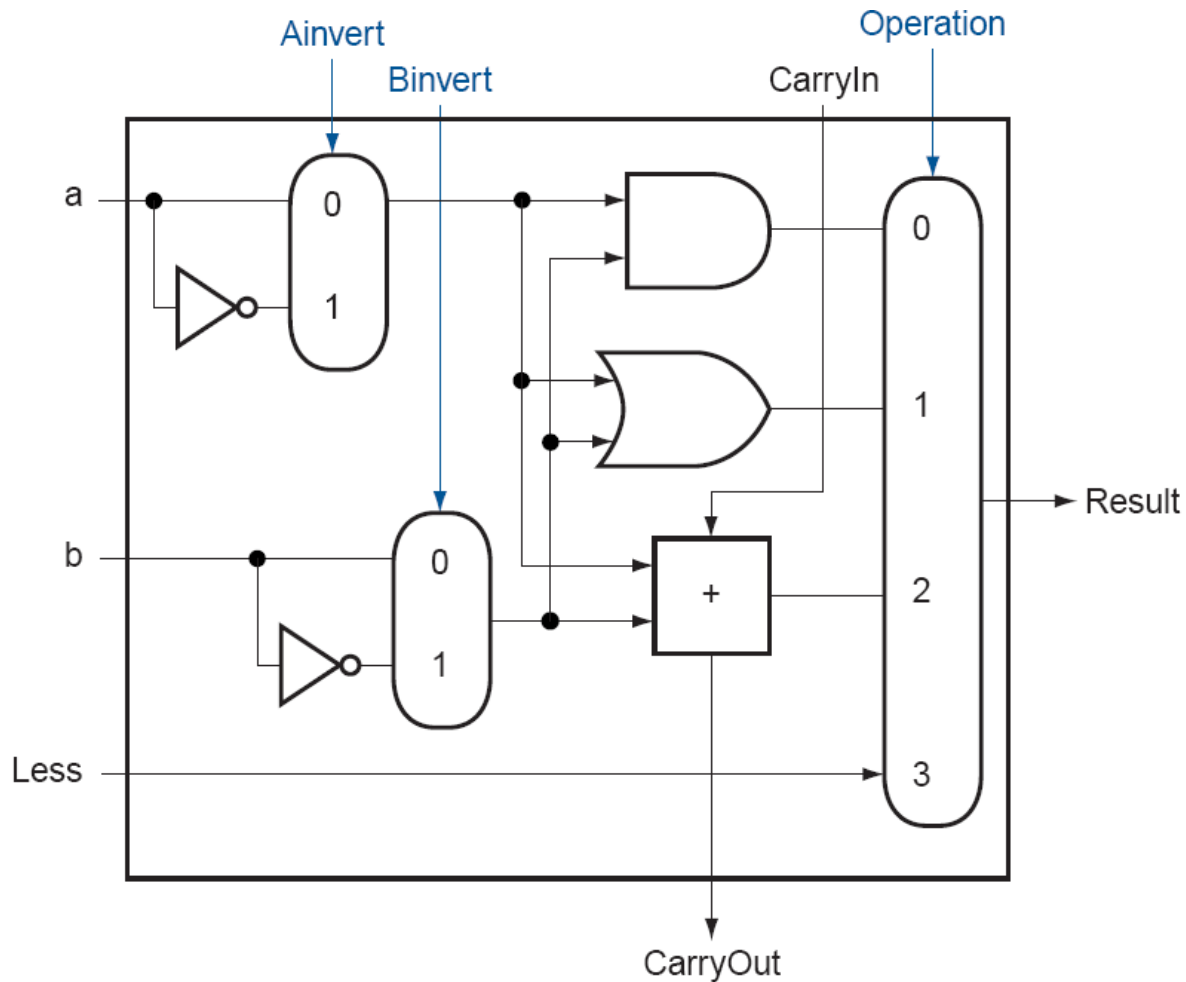 Ainvert
Operation
Binvert
CarryIn
a
0
0
1
1
b
0
+
2
1
Result
Less
3
CarryOut